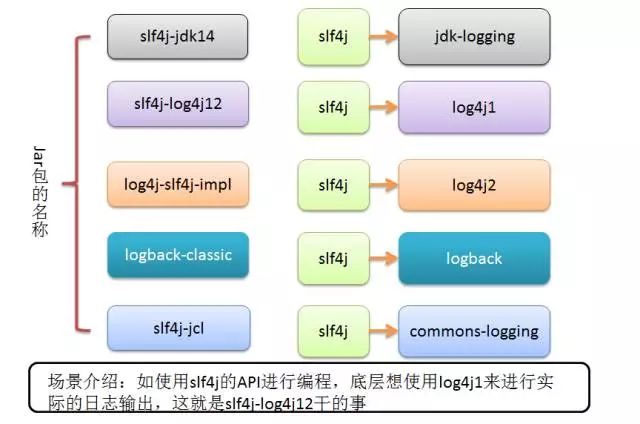 Jar包的名称
slf4j-jdk14
slf4j
jdk-logging
slf4j-log4j12
slf4j
log4j1
log4j-slf4j-impl
slf4j
log4j2
logback-classic
slf4j
logback
slf4j-jcl
slf4j
commons-logging
场景介绍：如使用slf4j的API进行编程，底层想使用log4j1来进行实
际的日志输出，这就是slf4j-log4j12干的事